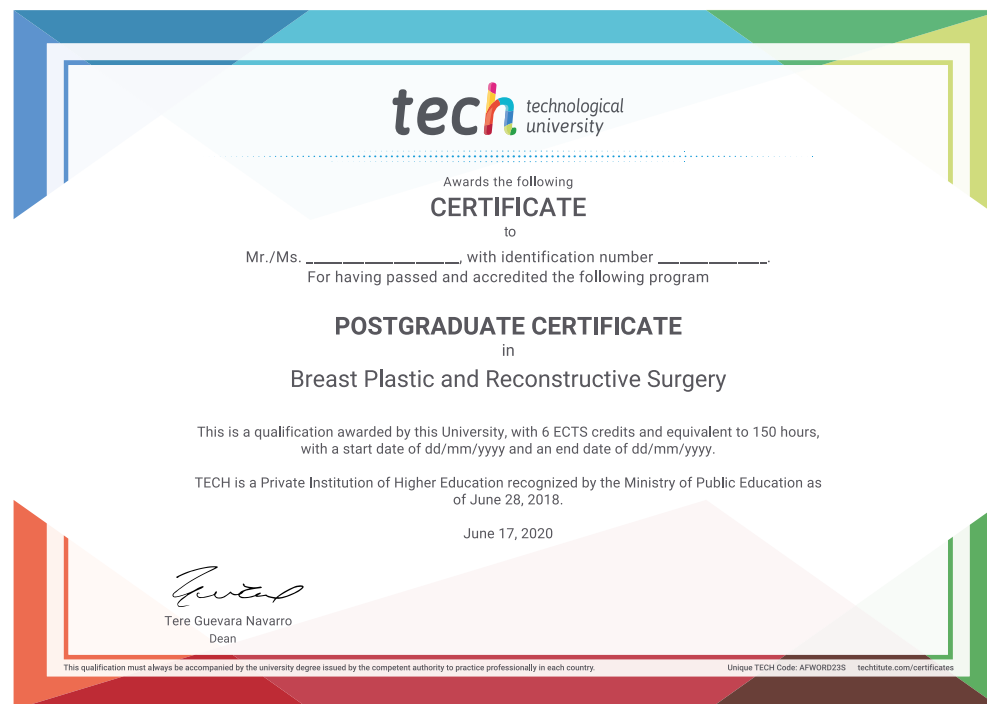 tech technological
university
Awards the following
CERTIFICATE
to
Mr./Ms. ____________________, with identification number ______________.
For having passed and accredited the following program
POSTGRADUATE CERTIFICATE
in
Breast Plastic and Reconstructive Surgery
This is a qualification awarded by this University, with 6 ECTS credits and equivalent to 150 hours,
with a start date of dd/mm/yyyy and an end date of dd/mm/yyyy.
TECH is a Private Institution of Higher Education recognized by the Ministry of Public Education as
of June 28, 2018.
June 17, 2020
Tere Guevara Navarro
Dean
This qualification must always be accompanied by the university degree issued by the competent authority to practice professionally in each country.
Unique TECH Code: AFWORD23S techtitute.com/certificates